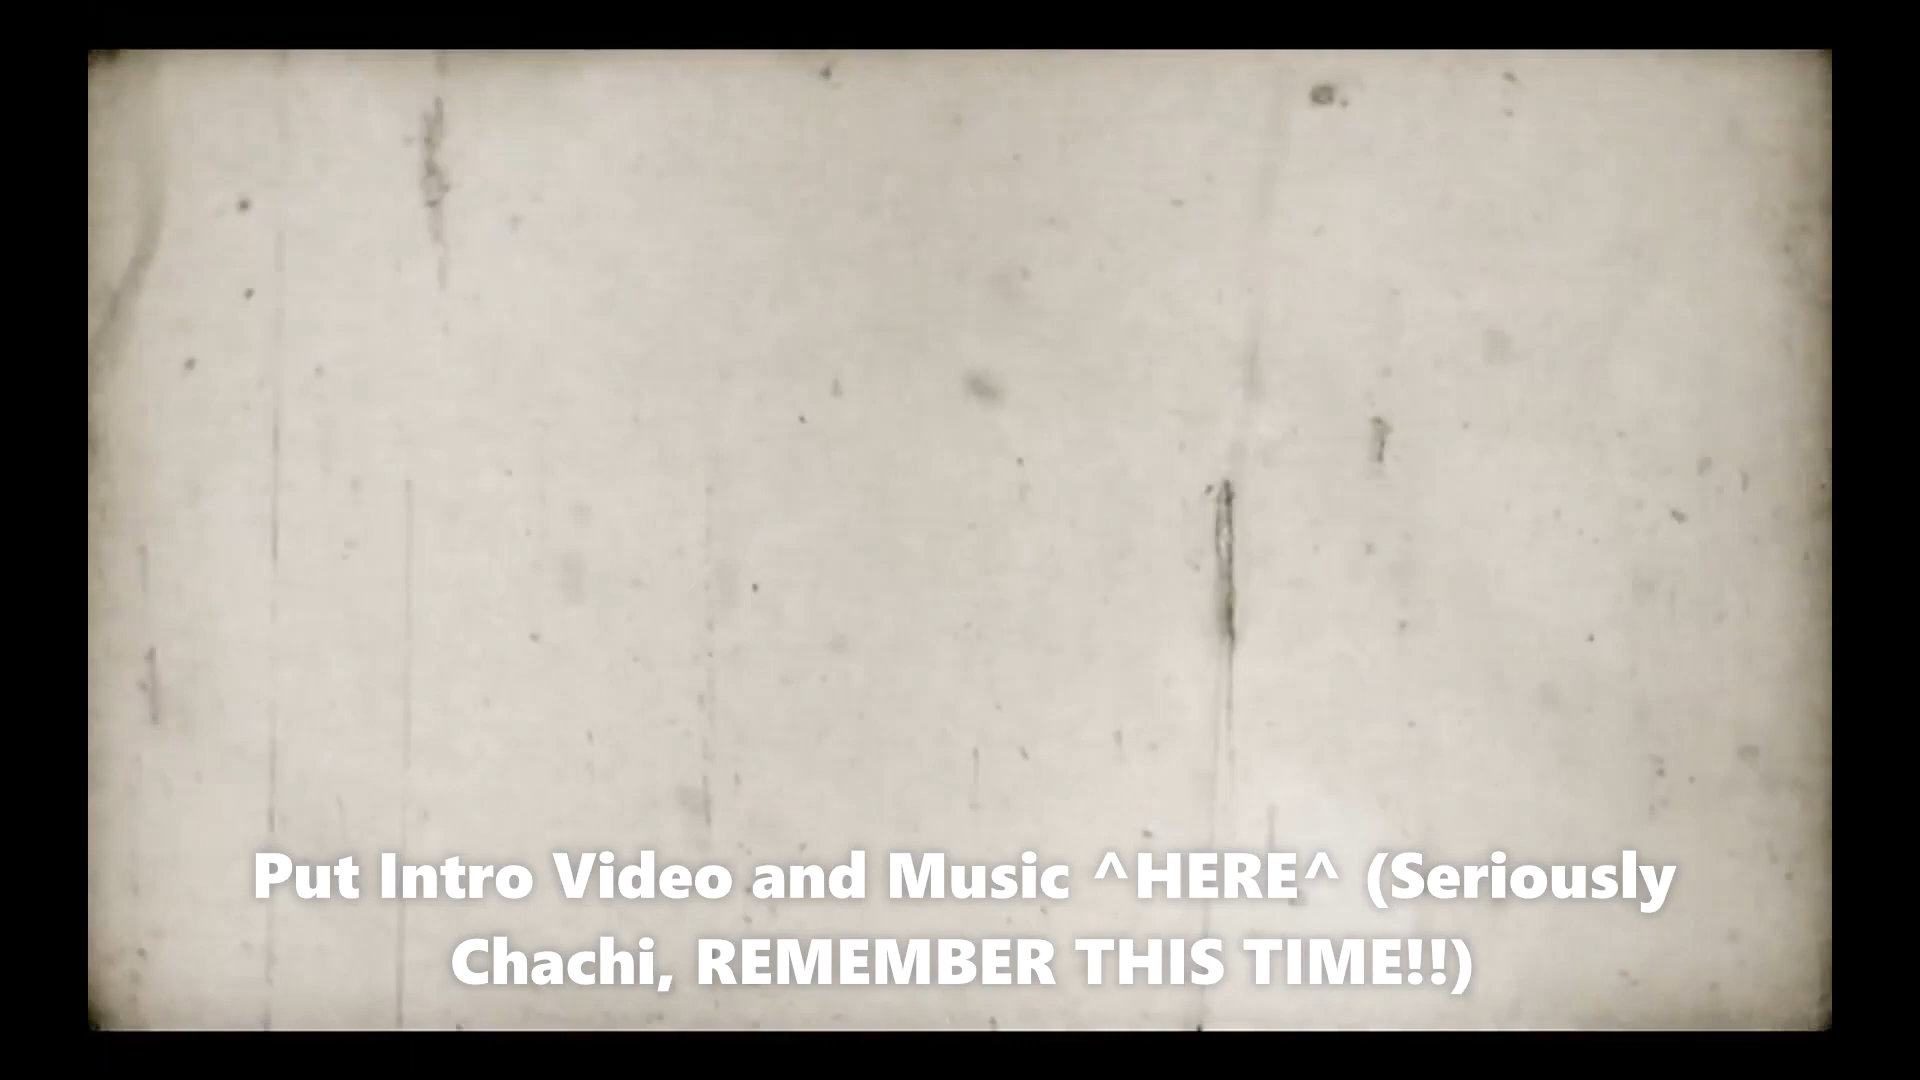 Put Intro Video and Music ^HERE^ (Seriously
Chachi, REMEMBER THIS TIME!!)